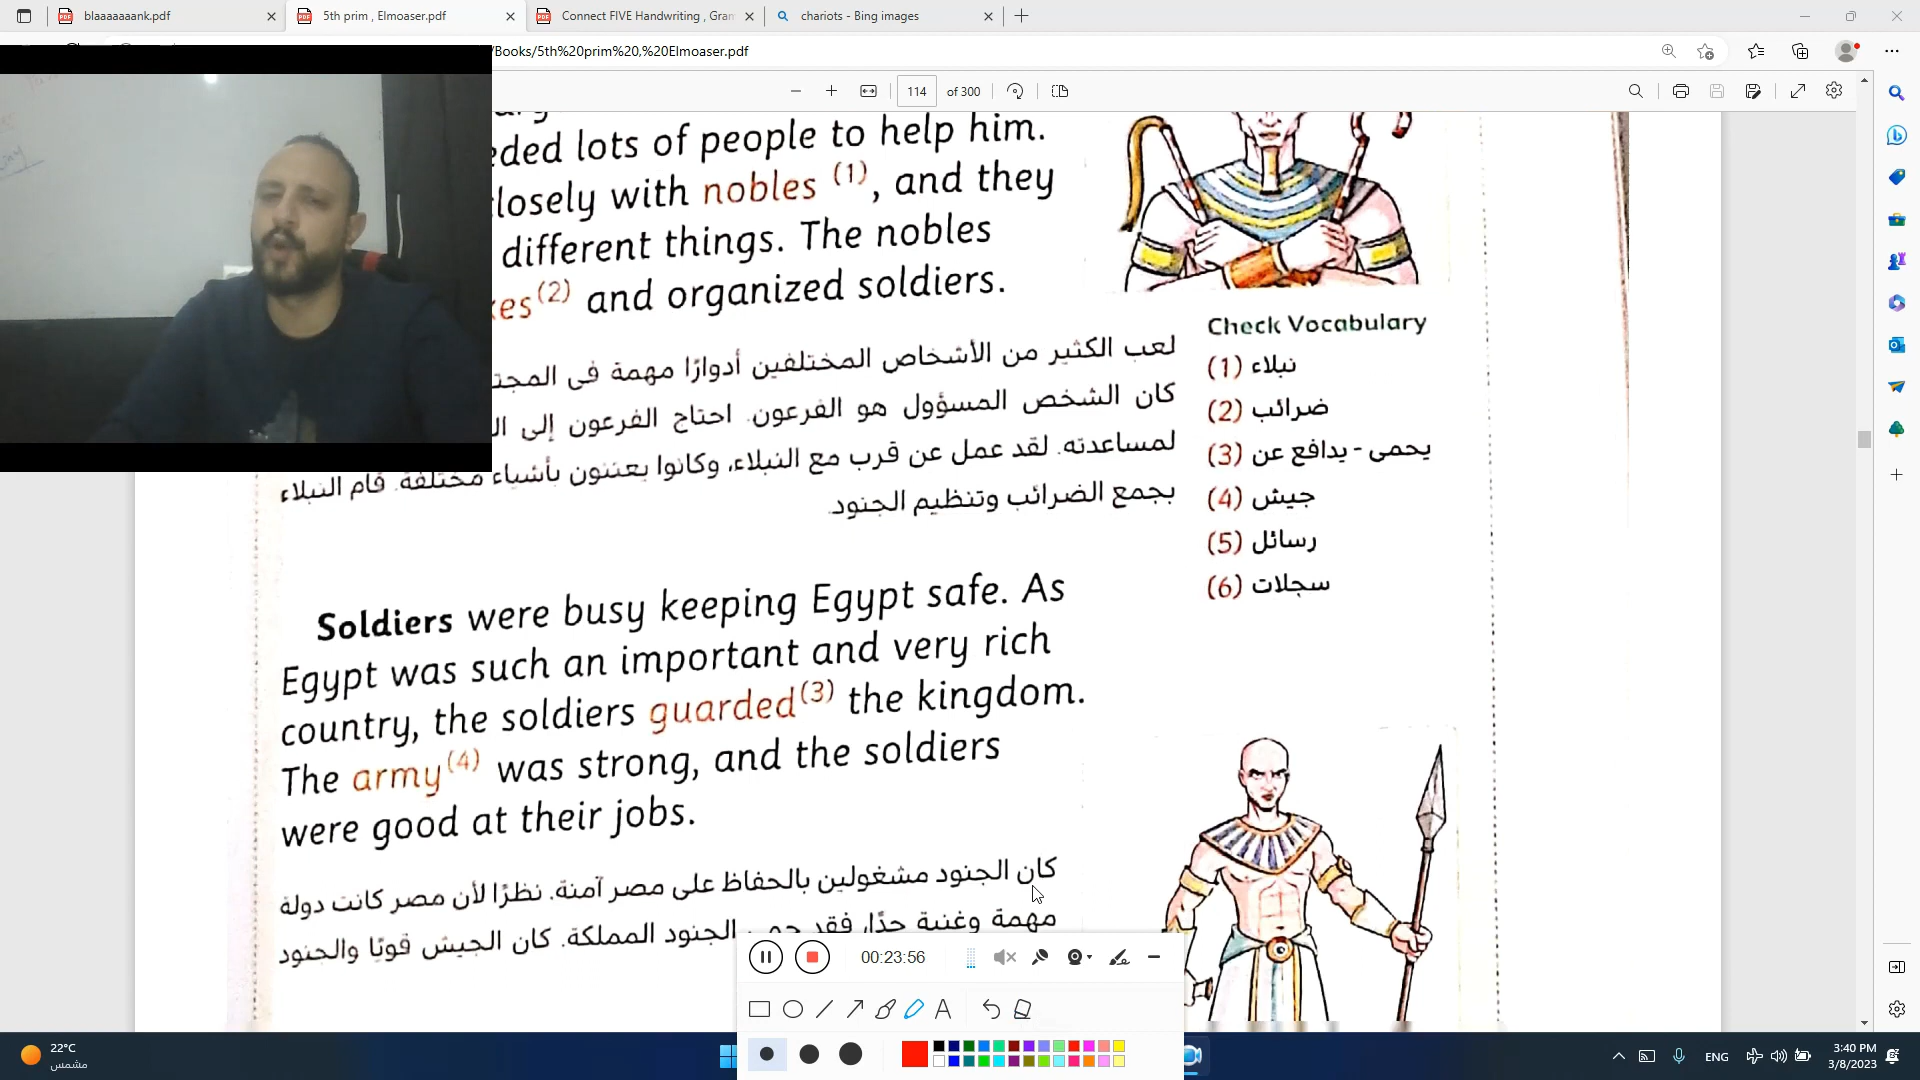 blaaaaaaank.pdf
5th prim , Elmoaser.pdf
Connect FIVE Handwriting , Gram
chariots - Bing images
/Books/5th%20prim%20,%20Elmoaser.pdf
114 of 300
eded lots of people to help him.
losely with nobles (1), and they
different things. The nobles
xes(2) and organized soldiers.
Check Vocabulary
(1) نبلاء
(2) ضرائب
(3) يحمى - يدافع عن
(4) جيش
(5) رسائل
(6) سجلات
لعب الكثير من الأشخاص المختلفين أدوارًا مهمة فى المجت
كان الشخص المسؤول هو الفرعون. احتاج الفرعون إلى ال
لمساعدته. لقد عمل عن قرب مع النبلاء، وكانوا يعتنون بأشياء مختلفة. قام النبلاء
بجمع الضرائب وتنظيم الجنود.
Soldiers were busy keeping Egypt safe. As
Egypt was such an important and very rich
country, the soldiers guarded(3) the kingdom.
The army(4) was strong, and the soldiers
were good at their jobs.
كان الجنود مشغولين بالحفاظ على مصر آمنة. نظرًا لأن مصر كانت دولة
مهمة وغنية جدًا، فقد حمى الجنود المملكة. كان الجيش قويًا والجنود
00:23:56
A
22°C
مشمس
ENG
3:40 PM
3/8/2023